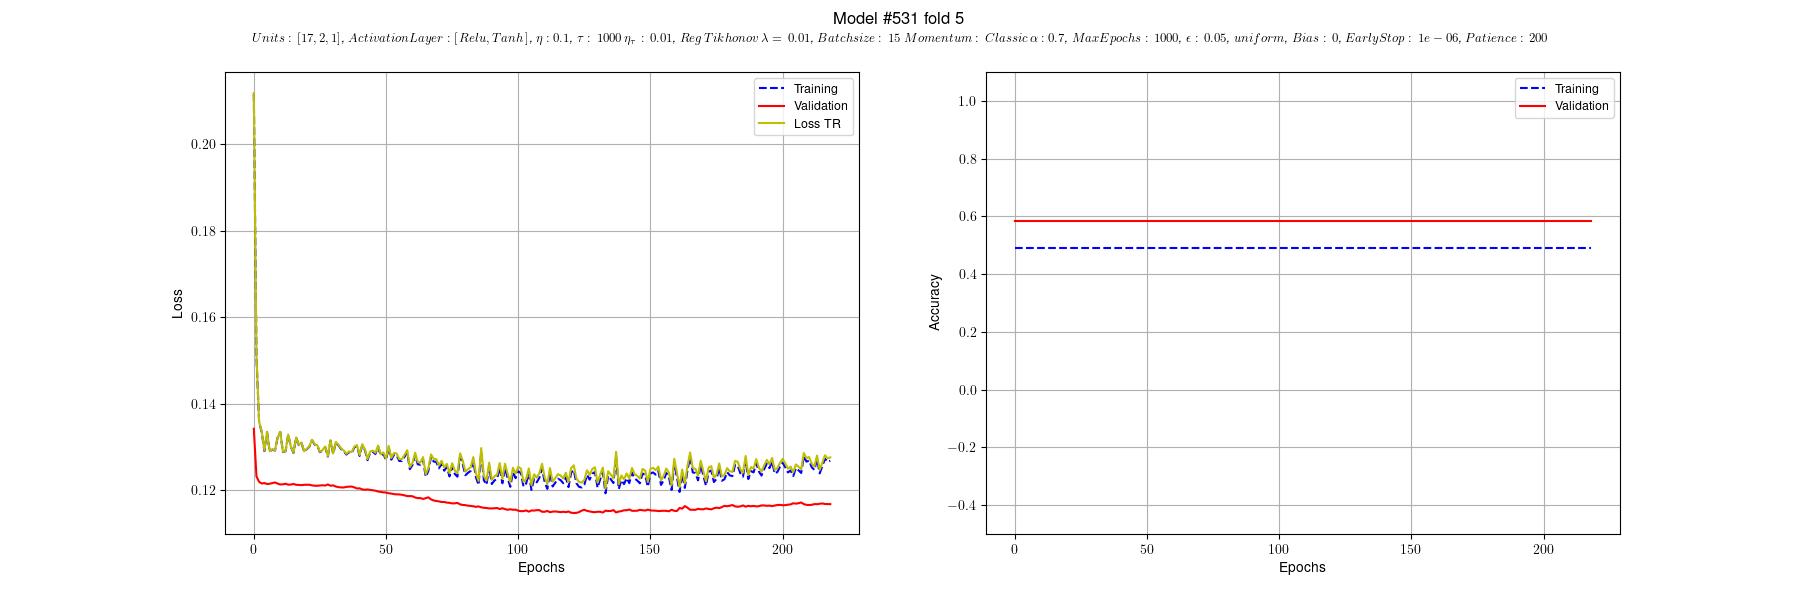 Model #531 fold 5
Units : [17, 2, 1], ActivationLayer : [Relu, Tanh], η : 0.1, τ : 1000 η_τ : 0.01, Reg Tikhonov λ = 0.01, Batchsize : 15 Momentum : Classic α : 0.7, MaxEpochs : 1000, ϵ : 0.05, uniform, Bias : 0, EarlyStop : 1e − 06, Patience : 200
Training
Validation
Loss TR
0.20
0.18
0.16
0.14
0.12
Loss
0 50 100 150 200
Epochs
Training
Validation
1.0
0.8
0.6
0.4
0.2
0.0
−0.2
−0.4
Accuracy
0 50 100 150 200
Epochs